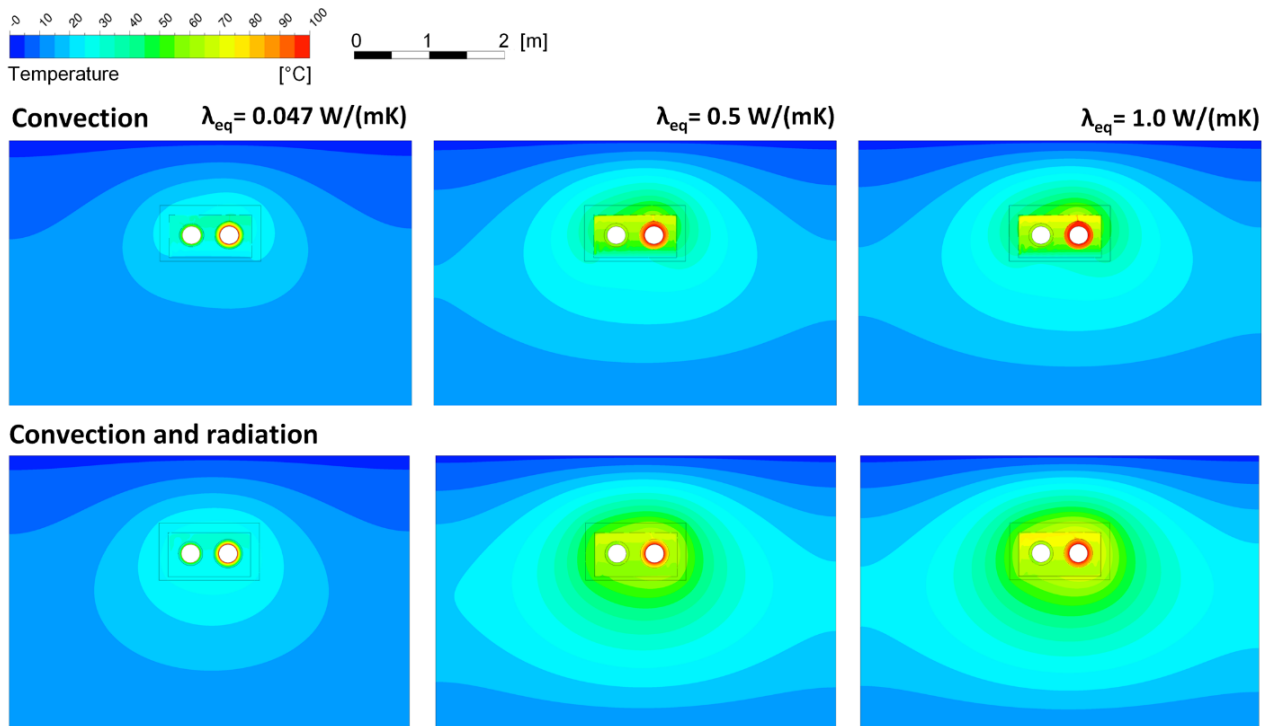 -0 10 20 30 40 50 60 70 80 90 100
0 1 2 [m]
Temperature [°C]
Convection λeq= 0.047 W/(mK) λeq= 0.5 W/(mK) λeq= 1.0 W/(mK)
Convection and radiation